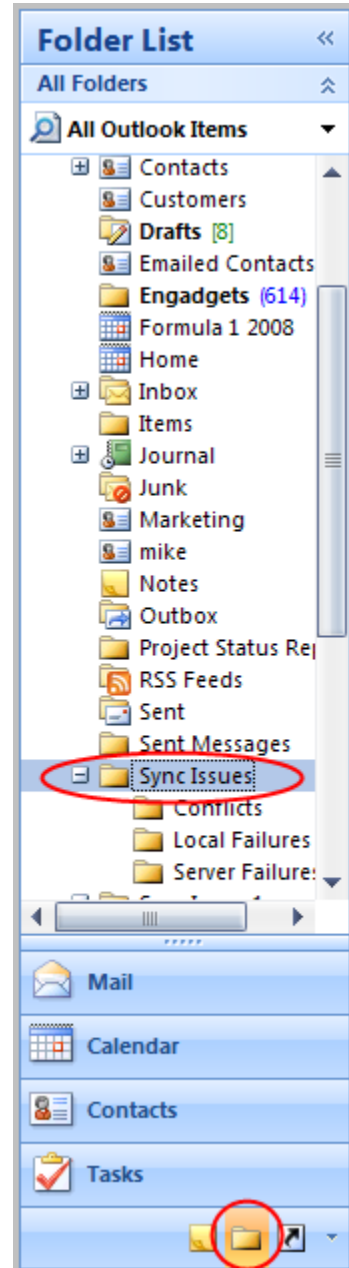 Folder List
All Folders
All Outlook Items
Contacts
Customers
Drafts [8]
Emailed Contacts
Engadgets (614)
Formula 1 2008
Home
Inbox
Items
Journal
Junk
Marketing
mike
Notes
Outbox
Project Status Re
RSS Feeds
Sent
Sent Messages
Sync Issues
Conflicts
Local Failures
Server Failures
Mail
Calendar
Contacts
Tasks